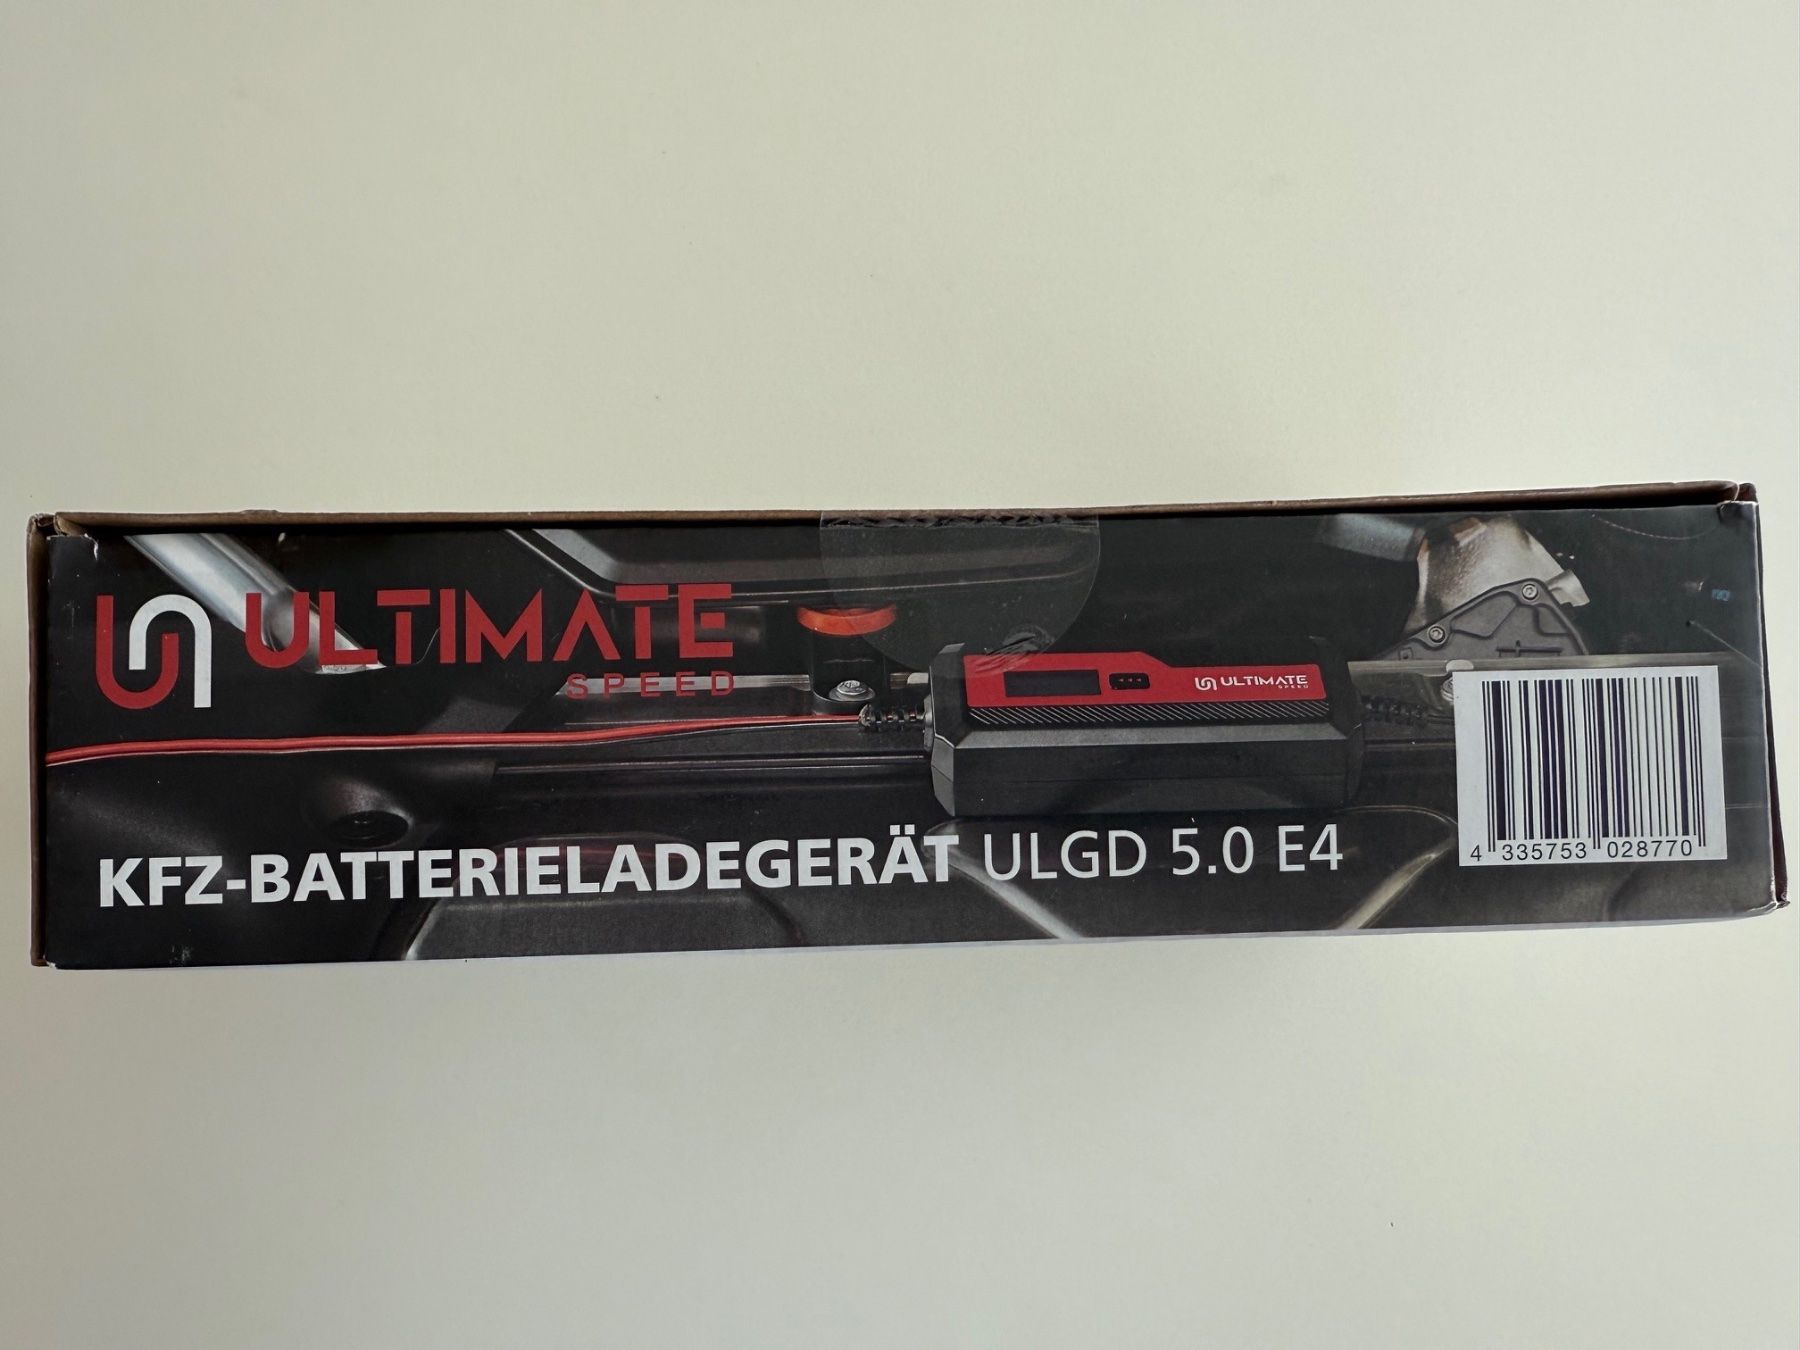 ULTIMATE
SPEED
ULTIMATE
SPEED
KFZ-BATTERIELADEGERÄT ULGD 5.0 E4
4 335753 028770